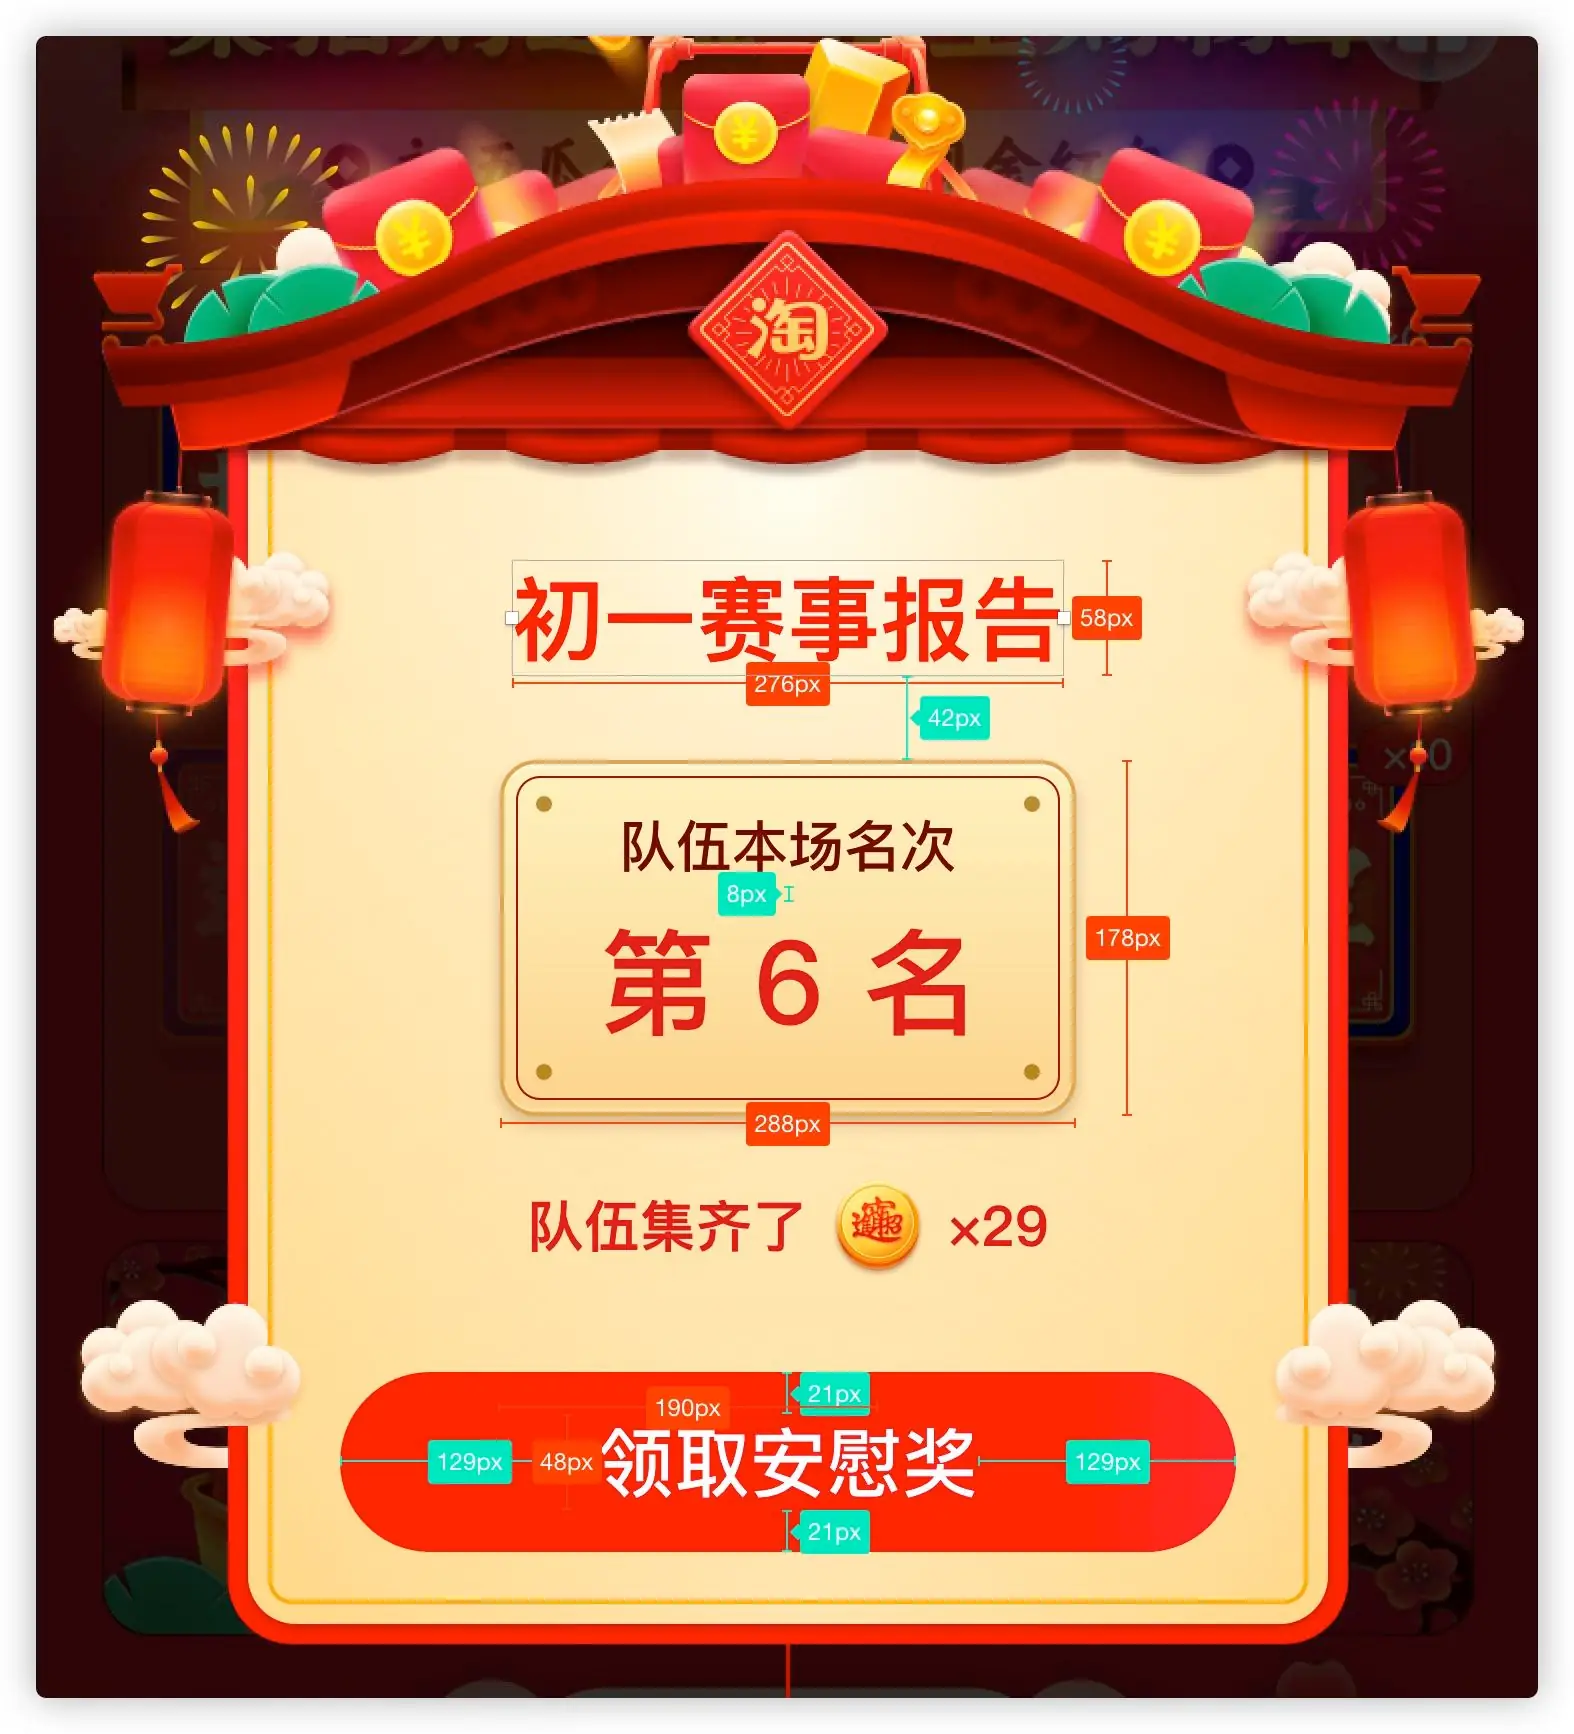 淘
初一赛事报告
58px
276px
42px
队伍本场名次
8px
第 6 名
178px
288px
队伍集齐了 ×29
21px
190px
129px 48px 领取安慰奖 129px
21px